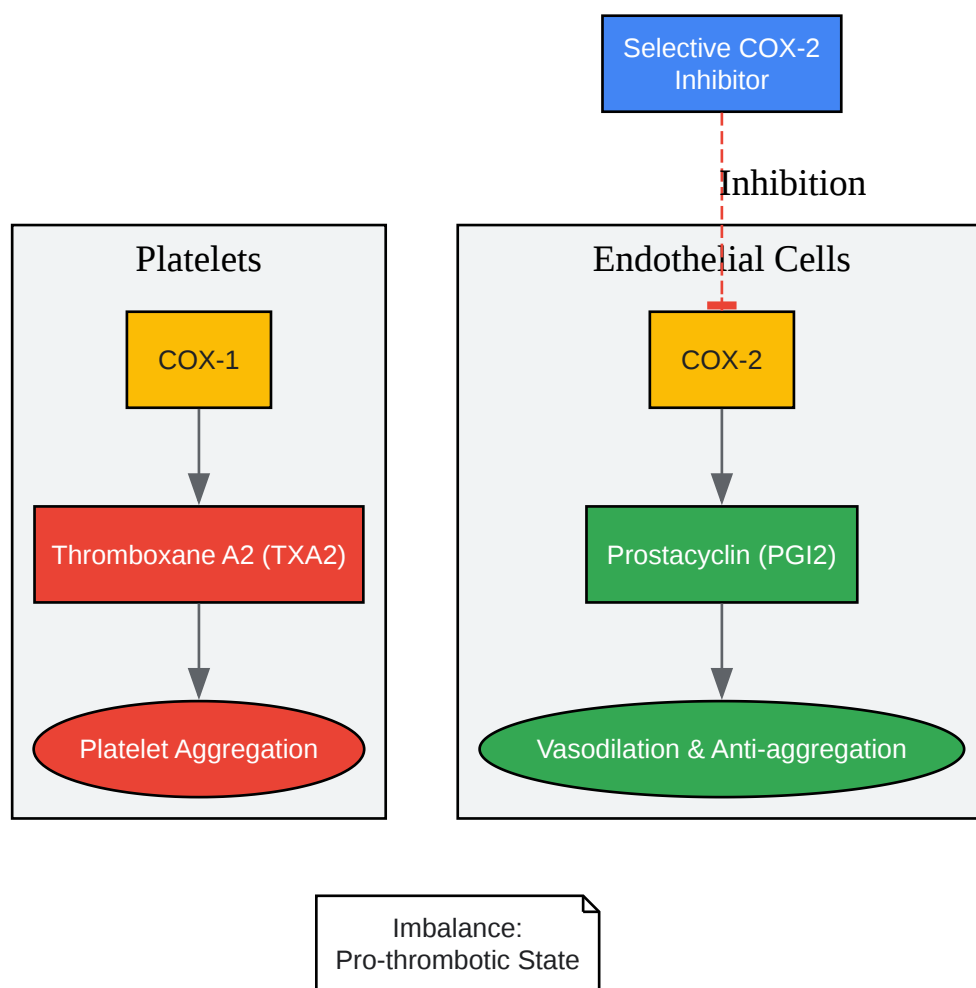 Selective COX-2
Inhibitor
Inhibition
Platelets
COX-1
Thromboxane A2 (TXA2)
Platelet Aggregation
Endothelial Cells
COX-2
Prostacyclin (PGI2)
Vasodilation & Anti-aggregation
Imbalance:
Pro-thrombotic State